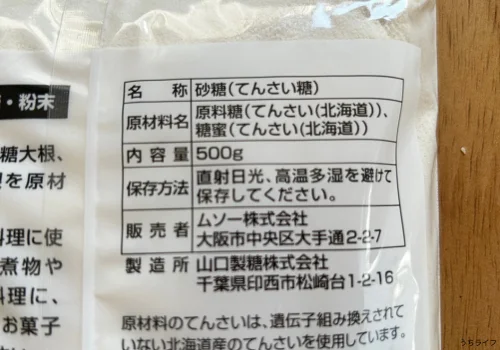 ・粉末
糖大根、
を原材
料理に使
煮物や
料理に、
お菓子
名称 砂糖(てんさい糖)
原材料名 原料糖(てんさい(北海道))、
糖蜜(てんさい(北海道))
内容量 500g
保存方法 直射日光、高温多湿を避けて
保存してください。
販売者 ムソー株式会社
大阪市中央区大手通2-2-7
製造所 山口製糖株式会社
千葉県印西市松崎台1-2-16
原材料のてんさいは、遺伝子組み換えされて
いない北海道産のてんさいを使用しています。
うちライフ